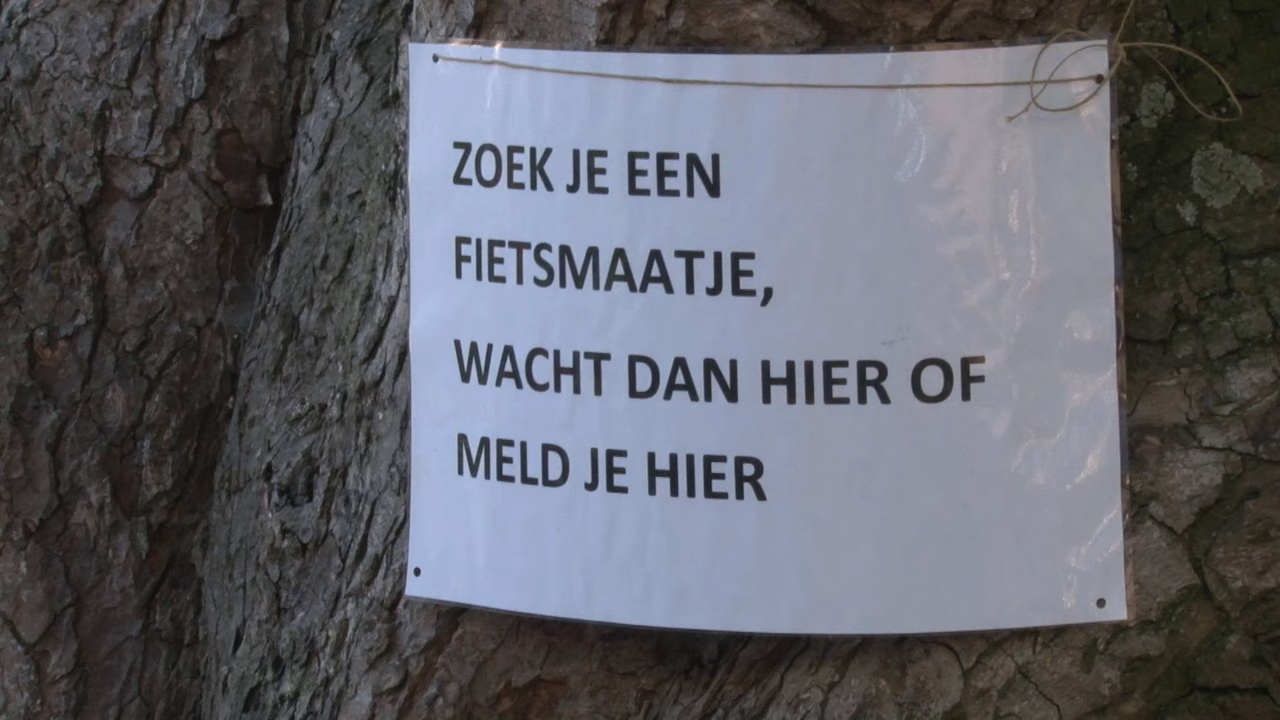 ZOEK JE EEN
FIETSMAATJE,
WACHT DAN HIER OF
MELD JE HIER